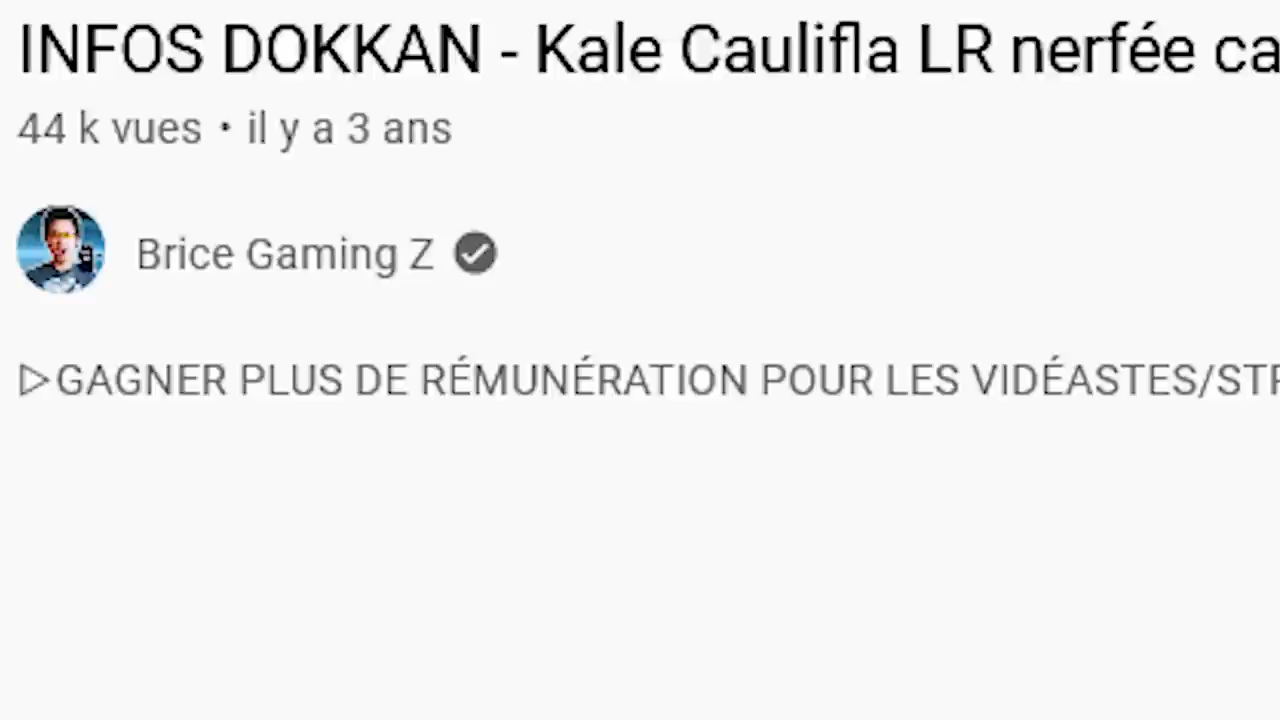 INFOS DOKKAN - Kale Caulifla LR nerfée ca
44 k vues • il y a 3 ans
Brice Gaming Z
▷GAGNER PLUS DE RÉMUNÉRATION POUR LES VIDÉASTES/STR